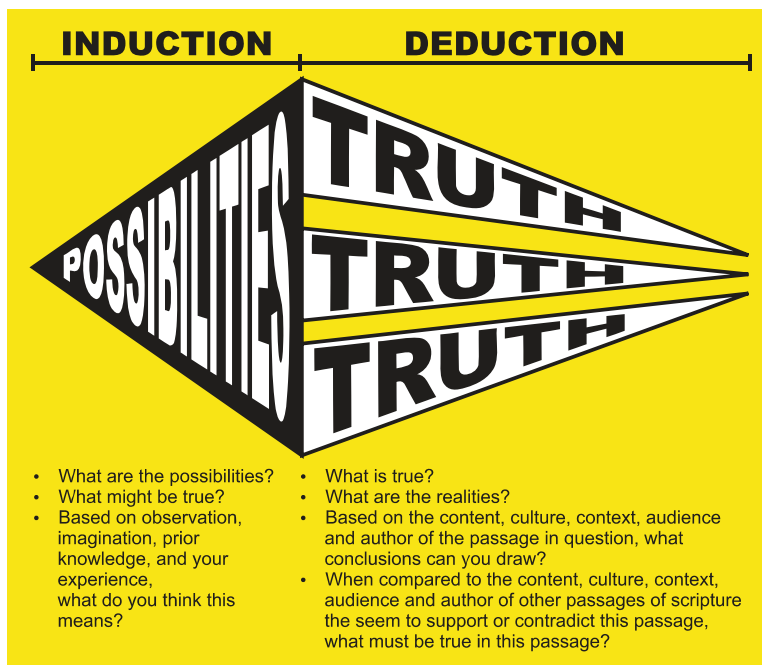 INDUCTION
DEDUCTION
POSSIBILITIES
TRUTH
TRUTH
TRUTH
• What are the possibilities?
• What might be true?
• Based on observation,
imagination, prior
knowledge, and your
experience,
what do you think this
means?
• What is true?
• What are the realities?
• Based on the content, culture, context, audience
and author of the passage in question, what
conclusions can you draw?
• When compared to the content, culture, context,
audience and author of other passages of scripture
the seem to support or contradict this passage,
what must be true in this passage?